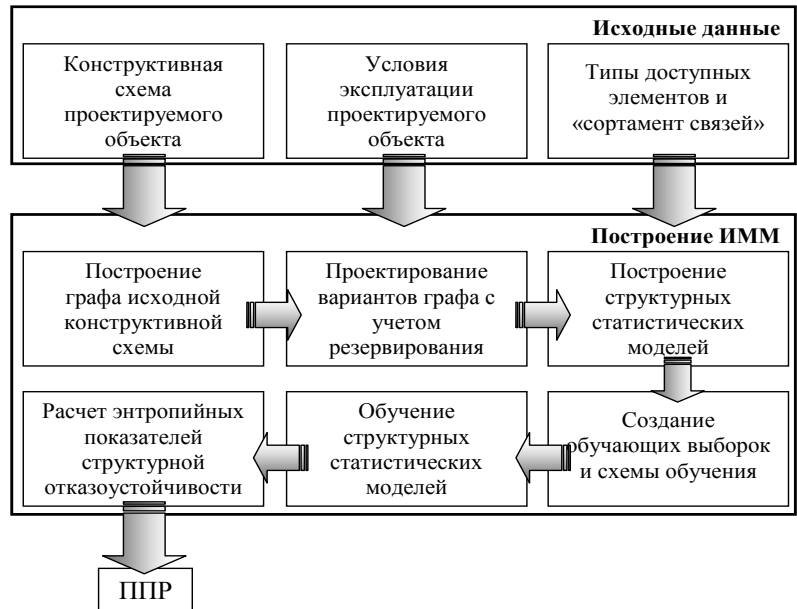 Исходные данные
Конструктивная
схема
проектируемого
объекта
Условия
эксплуатации
проектируемого
объекта
Типы доступных
элементов и
«сортамент связей»
Построение ИММ
Построение
графа исходной
конструктивной
схемы
Проектирование
вариантов графа с
учетом
резервирования
Построение
структурных
статистических
моделей
Создание
обучающих выборок
и схемы обучения
Обучение
структурных
статистических
моделей
Расчет энтропийных
показателей
структурной
отказоустойчивости
ППР